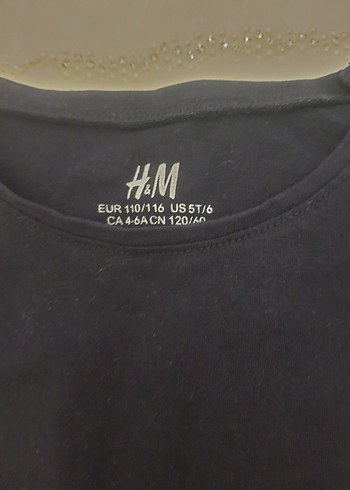 H&M
EUR 110/116 US 5T/6
CA 4-6A CN 120/60